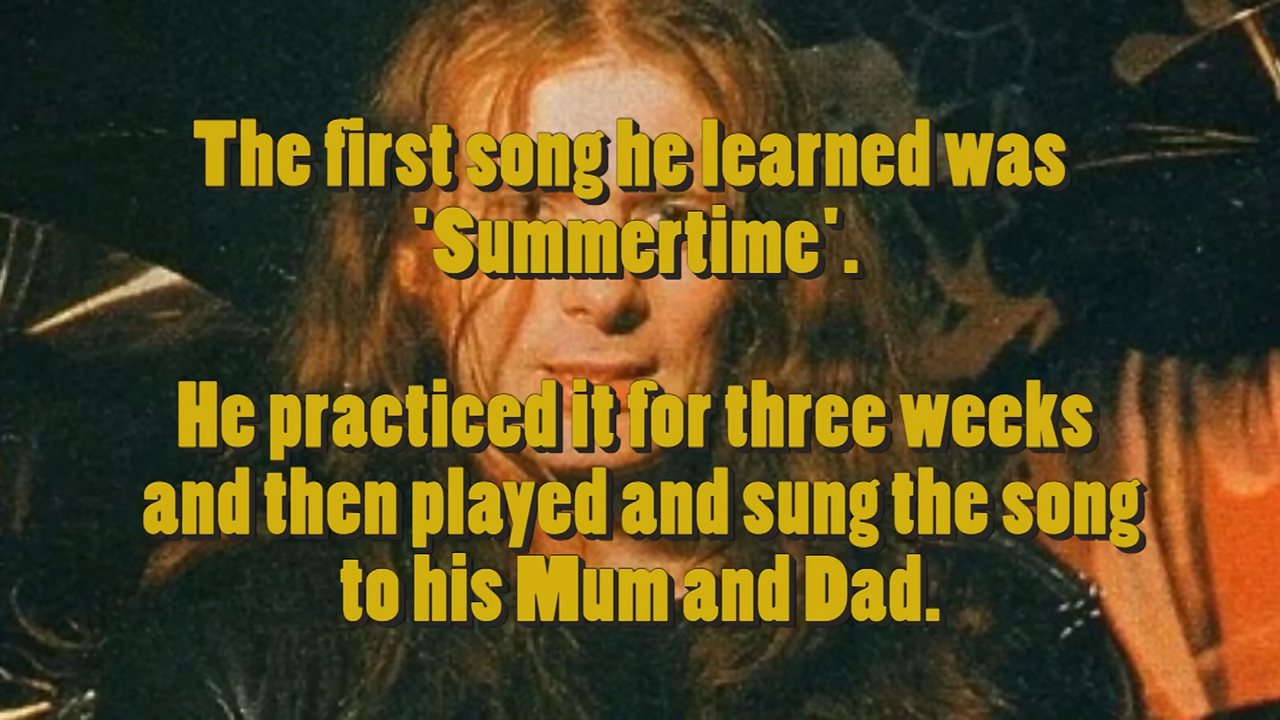 The first song he learned was
'Summertime'.
He practiced it for three weeks
and then played and sung the song
to his Mum and Dad.